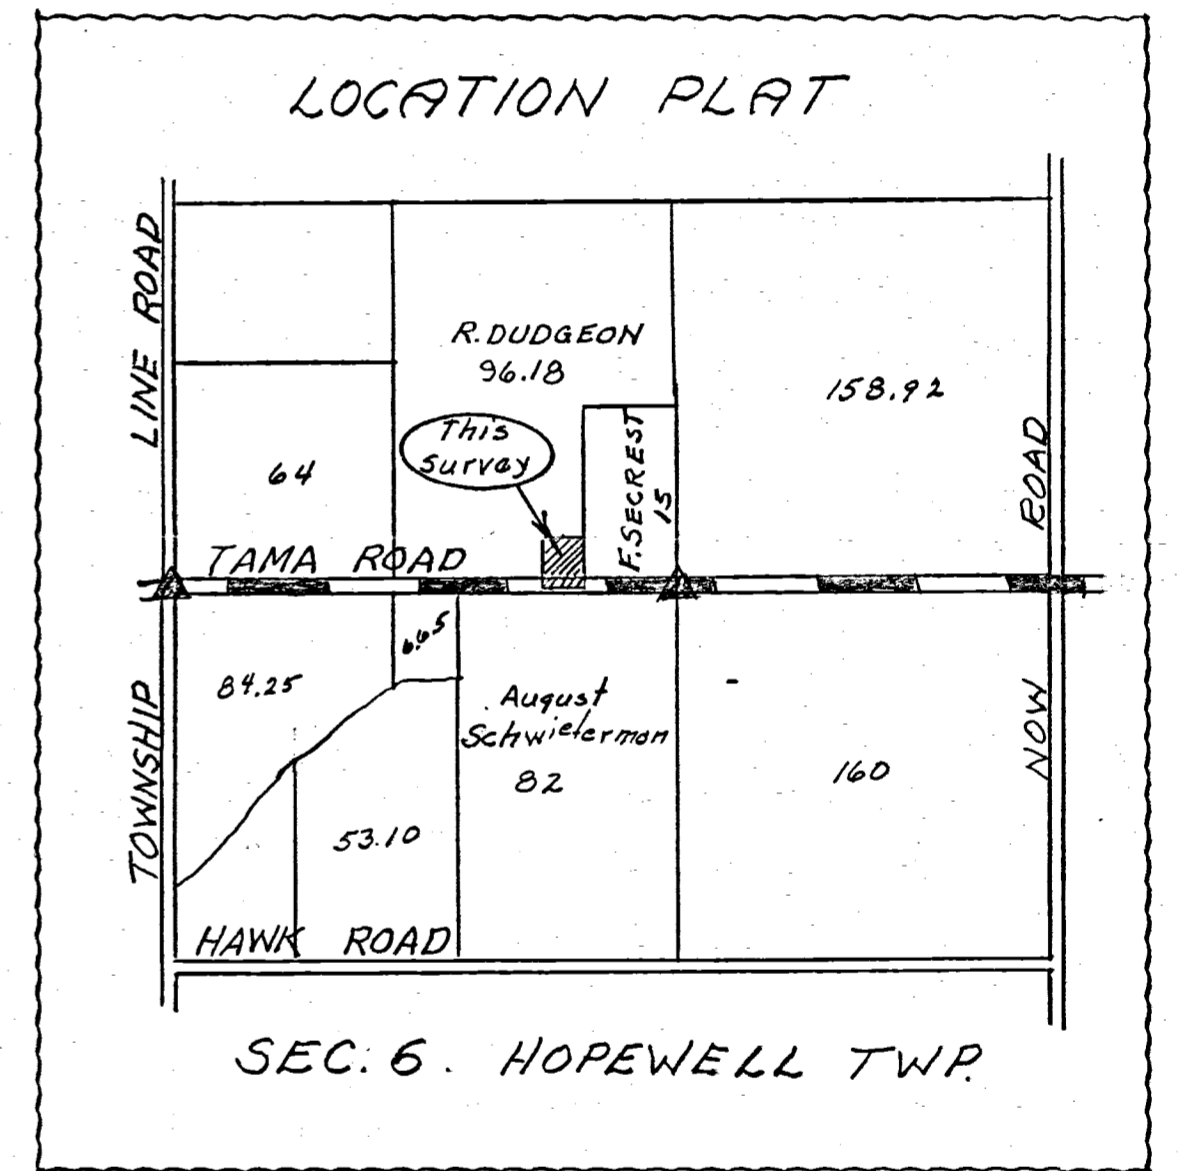 LOCATION PLAT
TOWNSHIP LINE ROAD
R. DUDGEON
96.18
158.92
This
survey
64
F. SECREST
15
TAMA ROAD
NOW ROAD
6.65
84.25
August
Schwieterman
82
160
53.10
HAWK ROAD
SEC. 6. HOPEWELL TWP.